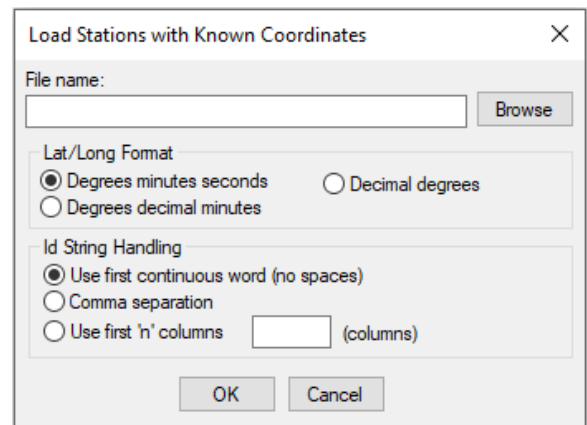 Load Stations with Known Coordinates
File name:
Browse
Lat/Long Format
Degrees minutes seconds
Decimal degrees
Degrees decimal minutes
Id String Handling
Use first continuous word (no spaces)
Comma separation
Use first 'n' columns
(columns)
OK
Cancel